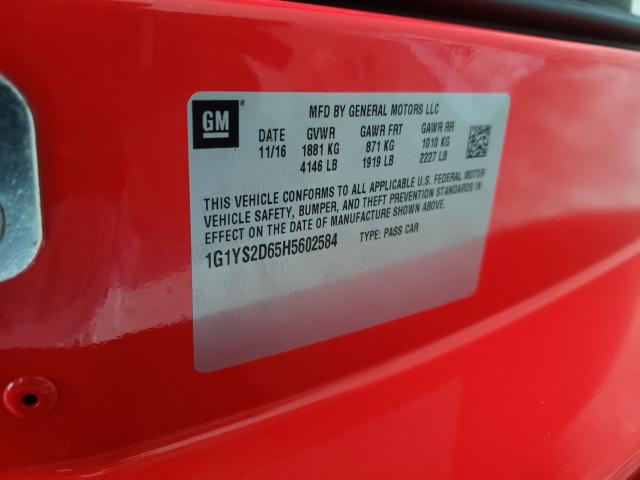 GM ®
MFD BY GENERAL MOTORS LLC
DATE GVWR GAWR FRT GAWR RR
11/16 1881 KG 871 KG 1010 KG
4146 LB 1919 LB 2227 LB
THIS VEHICLE CONFORMS TO ALL APPLICABLE U.S. FEDERAL MOTOR
VEHICLE SAFETY, BUMPER, AND THEFT PREVENTION STANDARDS IN
EFFECT ON THE DATE OF MANUFACTURE SHOWN ABOVE.
1G1YS2D65H5602584 TYPE: PASS CAR